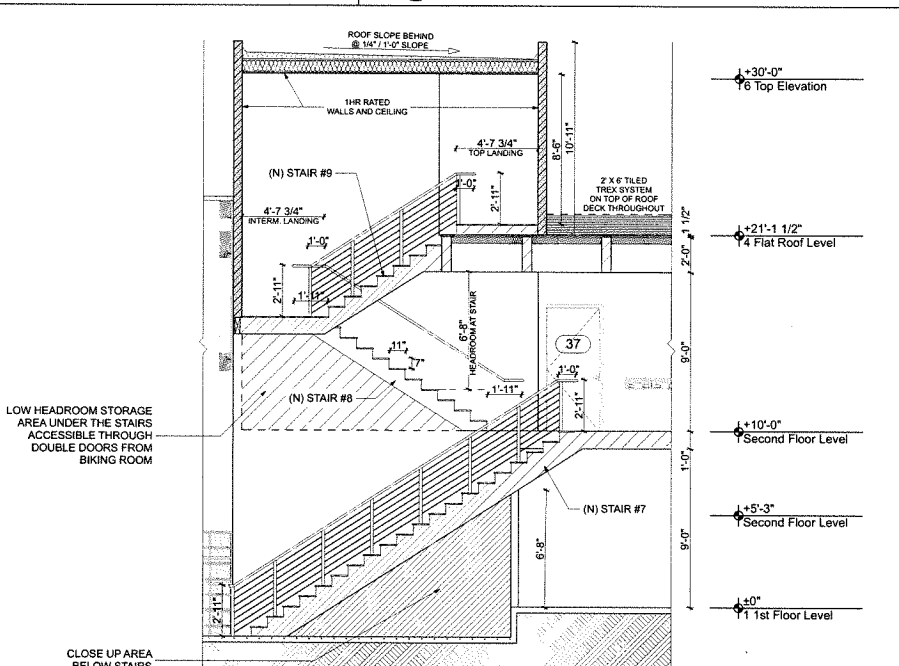 ROOF SLOPE BEHIND
@ 1/4" / 1'-0" SLOPE
+30'-0"
6 Top Elevation
1HR RATED
WALLS AND CEILING
8'-6"
10'-11"
4'-7 3/4"
TOP LANDING
(N) STAIR #9
1'-0"
2'-11"
2' X 6' TILED
TREX SYSTEM
ON TOP OF ROOF
DECK THROUGHOUT
4'-7 3/4"
INTERM. LANDING
1 1/2"
+21'-1 1/2"
4 Flat Roof Level
1'-0"
2'-0"
2'-11"
1'-11"
6'-8"
HEADROOM AT STAIR
37
9'-0"
11"
7"
1'-0"
1'-11"
2'-11"
(N) STAIR #8
LOW HEADROOM STORAGE
AREA UNDER THE STAIRS
ACCESSIBLE THROUGH
DOUBLE DOORS FROM
BIKING ROOM
+10'-0"
Second Floor Level
1'-0"
(N) STAIR #7
+5'-3"
Second Floor Level
6'-8"
9'-0"
2'-11"
±0"
1 1st Floor Level
CLOSE UP AREA
BELOW STAIRS